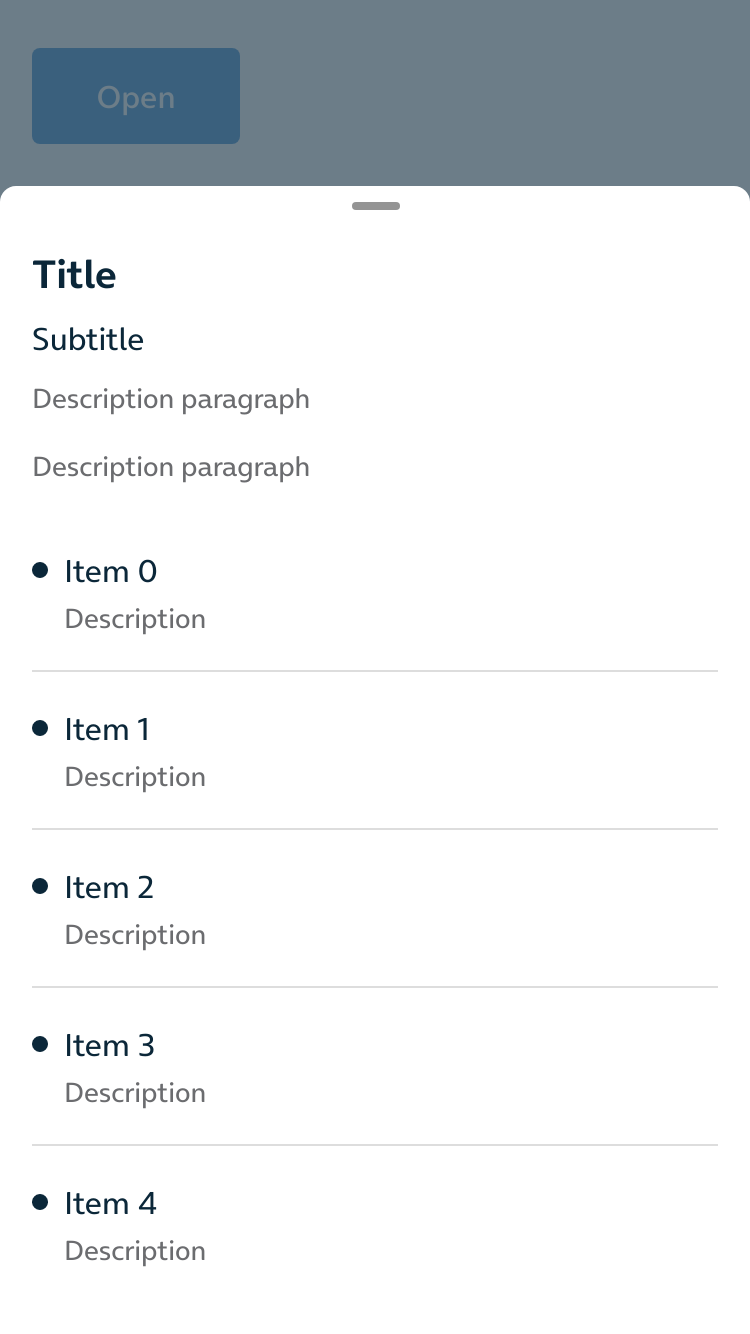 Open
Title
Subtitle
Description paragraph
Description paragraph
Item 0
Description
Item 1
Description
Item 2
Description
Item 3
Description
Item 4
Description